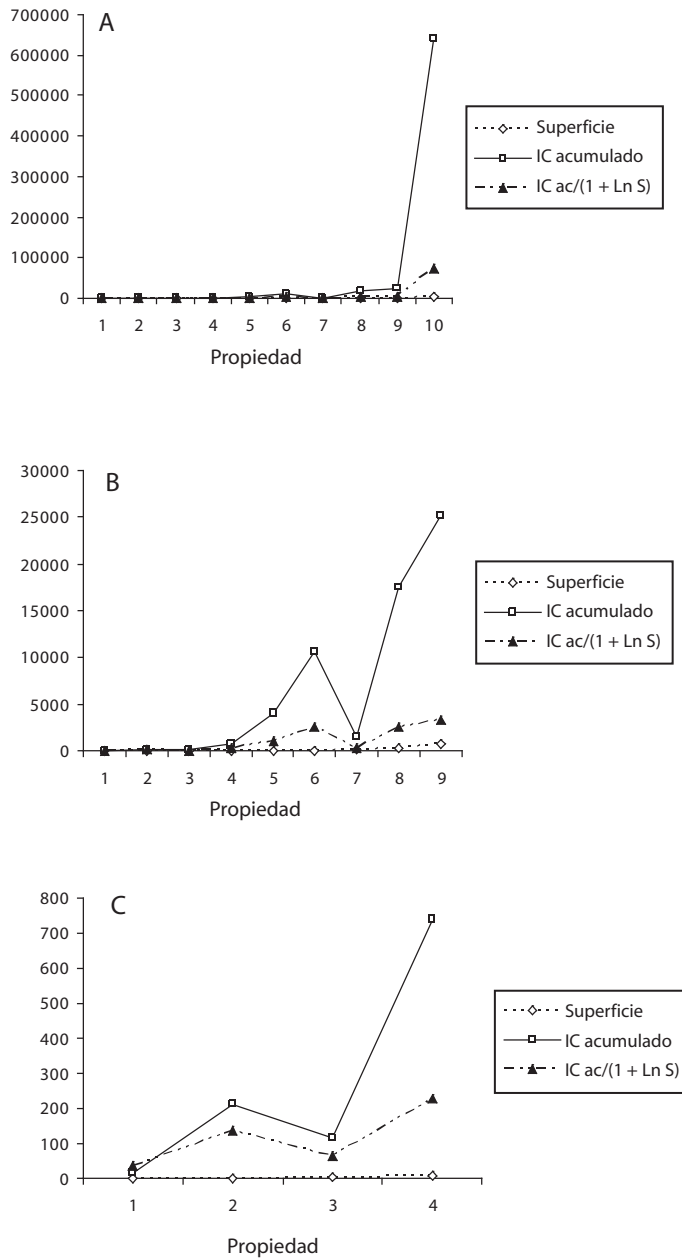 A
700000
600000
500000
400000
300000
200000
100000
0
1 2 3 4 5 6 7 8 9 10
Propiedad
Superficie
IC acumulado
IC ac/(1 + Ln S)
B
30000
25000
20000
15000
10000
5000
0
1 2 3 4 5 6 7 8 9
Propiedad
Superficie
IC acumulado
IC ac/(1 + Ln S)
C
800
700
600
500
400
300
200
100
0
1 2 3 4
Propiedad
Superficie
IC acumulado
IC ac/(1 + Ln S)